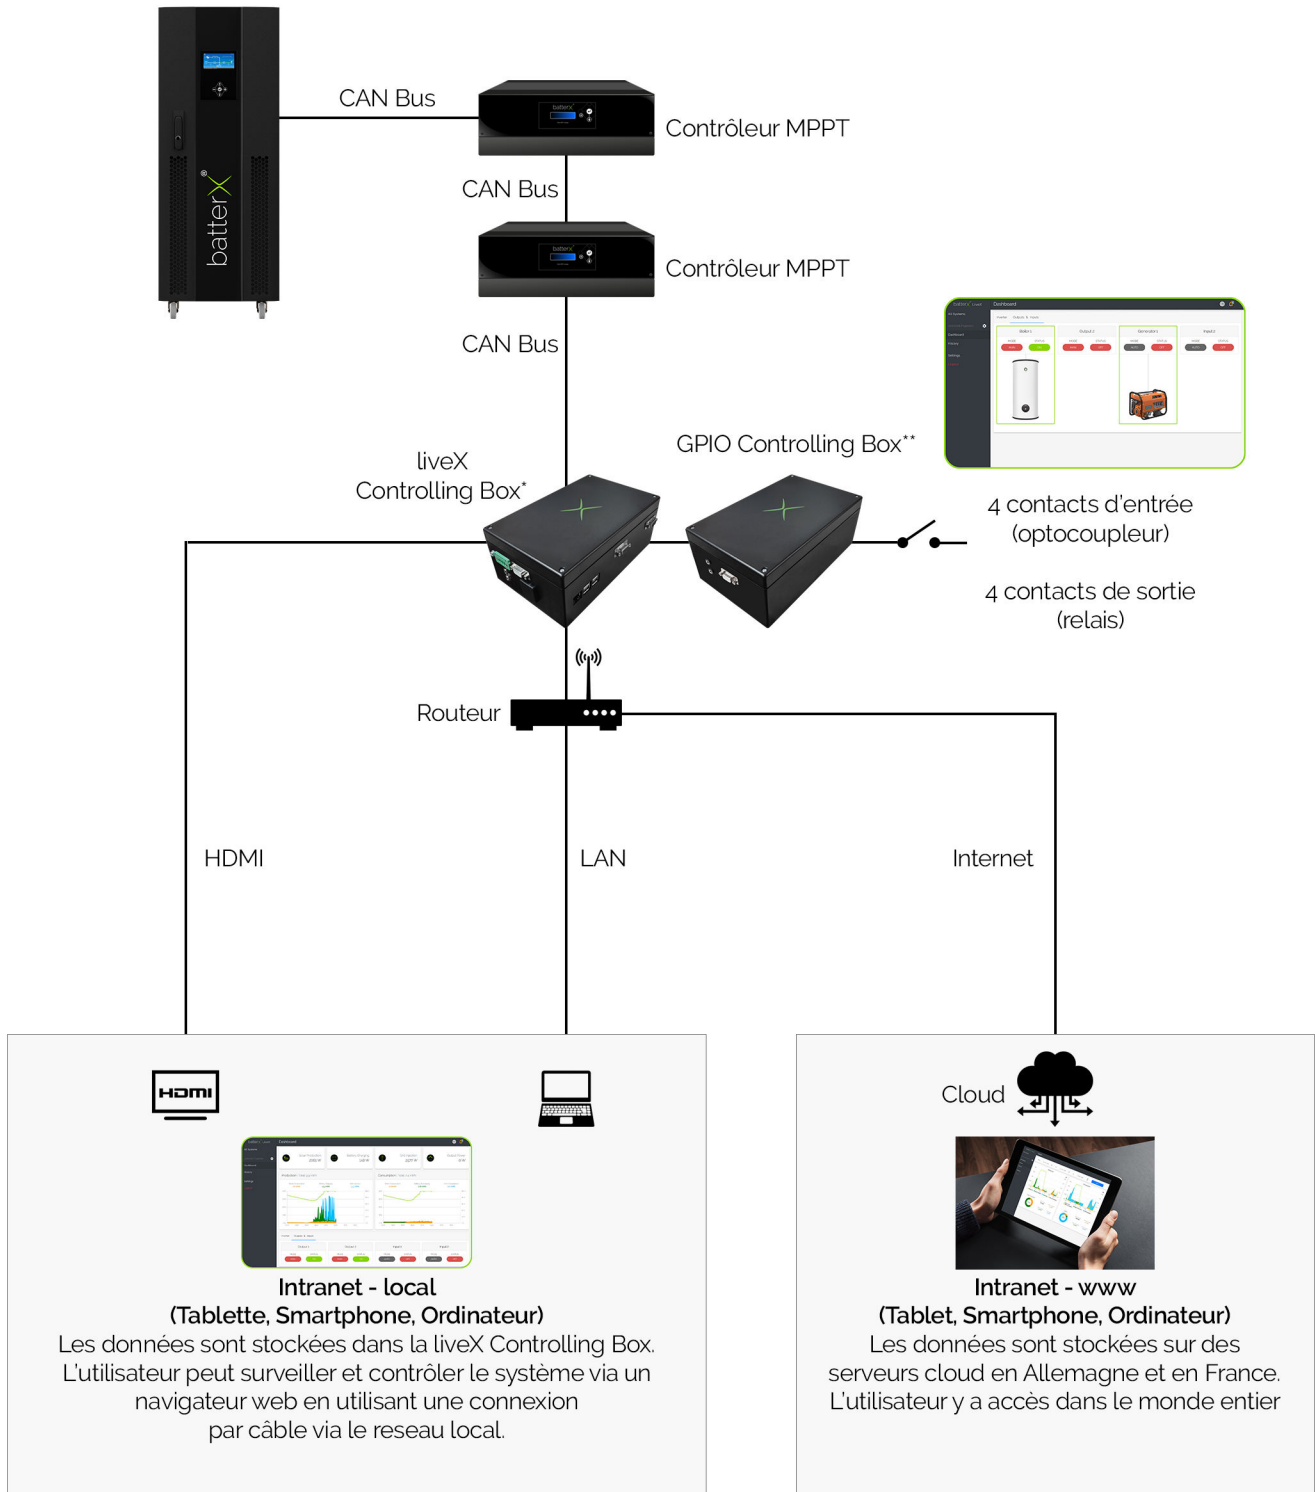 CAN Bus
batterX®
batterx
Contrôleur MPPT
CAN Bus
batterx
Contrôleur MPPT
CAN Bus
Dashboard
liveX
Controlling Box*
GPIO Controlling Box**
4 contacts d'entrée
(optocoupleur)
4 contacts de sortie
(relais)
Routeur
HDMI
LAN
Internet
HDMI
Cloud
Dashboard
Intranet - local
(Tablette, Smartphone, Ordinateur)
Les données sont stockées dans la liveX Controlling Box.
L'utilisateur peut surveiller et contrôler le système via un
navigateur web en utilisant une connexion
par câble via le reseau local.
Intranet - www
(Tablet, Smartphone, Ordinateur)
Les données sont stockées sur des
serveurs cloud en Allemagne et en France.
L'utilisateur y a accès dans le monde entier